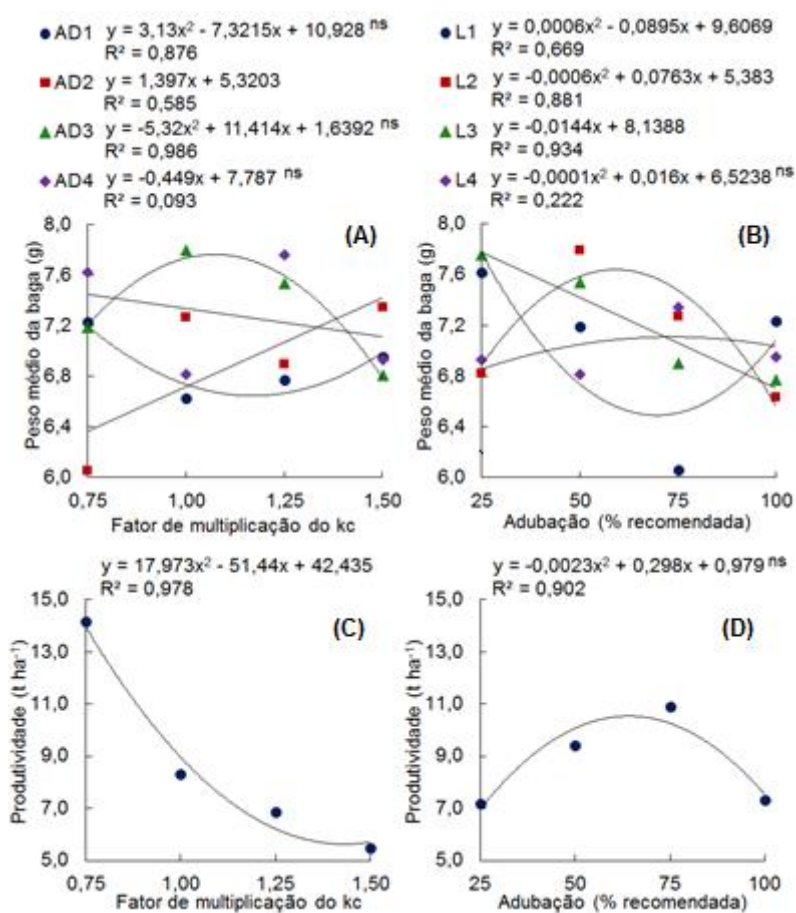 AD1 y = 3,13x² - 7,3215x + 10,928 ns
R² = 0,876
AD2 y = 1,397x + 5,3203
R² = 0,585
AD3 y = -5,32x² + 11,414x + 1,6392 ns
R² = 0,986
AD4 y = -0,449x + 7,787 ns
R² = 0,093
(A)
8,0
7,6
7,2
6,8
6,4
6,0
Peso médio da baga (g)
0,75 1,00 1,25 1,50
Fator de multiplicação do kc
L1 y = 0,0006x² - 0,0895x + 9,6069
R² = 0,669
L2 y = -0,0006x² + 0,0763x + 5,383
R² = 0,881
L3 y = -0,0144x + 8,1388
R² = 0,934
L4 y = -0,0001x² + 0,016x + 6,5238 ns
R² = 0,222
(B)
8,0
7,6
7,2
6,8
6,4
6,0
Peso médio da baga (g)
25 50 75 100
Adubação (% recomendada)
y = 17,973x² - 51,44x + 42,435
R² = 0,978
(C)
15,0
13,0
11,0
9,0
7,0
5,0
Produtividade (t ha⁻¹)
0,75 1,00 1,25 1,50
Fator de multiplicação do kc
y = -0,0023x² + 0,298x + 0,979 ns
R² = 0,902
(D)
15,0
13,0
11,0
9,0
7,0
5,0
Produtividade (t ha⁻¹)
25 50 75 100
Adubação (% recomendada)